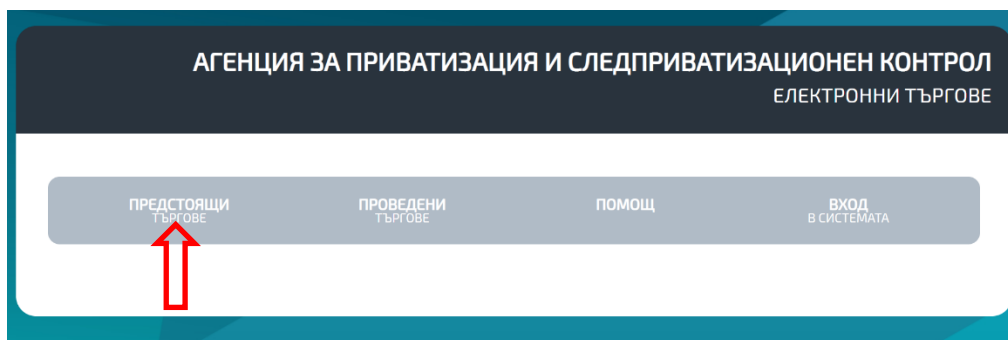 АГЕНЦИЯ ЗА ПРИВАТИЗАЦИЯ И СЛЕДПРИВАТИЗАЦИОНЕН КОНТРОЛ
ЕЛЕКТРОННИ ТЪРГОВЕ
ПРЕДСТОЯЩИ
ТЪРГОВЕ
ПРОВЕДЕНИ
ТЪРГОВЕ
ПОМОЩ
ВХОД
В СИСТЕМАТА